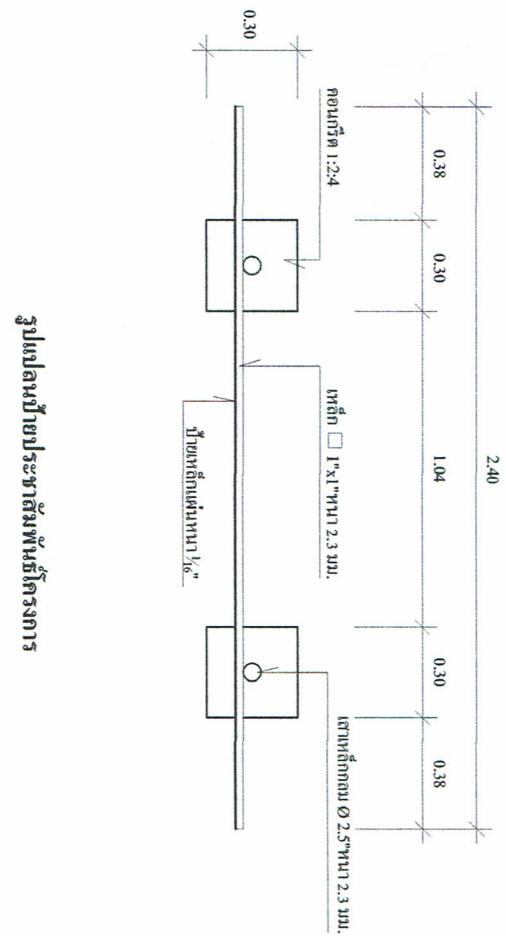 2.40
0.38
0.30
1.04
0.30
0.38
คอนกรีต 1:2:4
เหล็ก □ 1"x1"หนา 2.3 มม.
เสาเหล็กกลม Ø 2.5"หนา 2.3 มม.
0.30
ป้ายเหล็กแผ่นหนา 1/16"
รูปแปลนป้ายประชาสัมพันธ์โครงการ